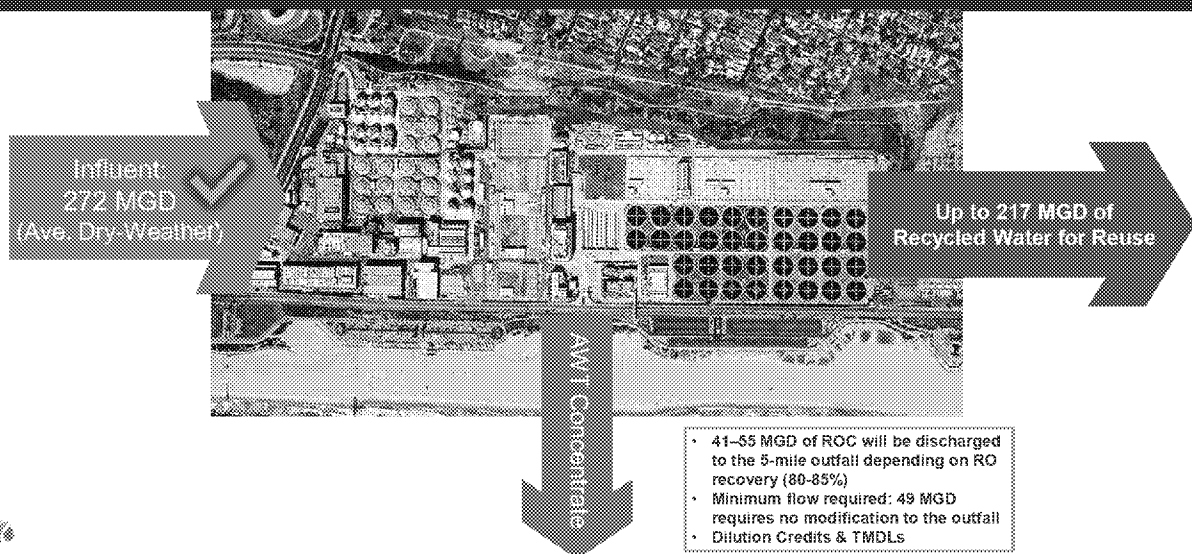 Influent:
272 MGD
(Ave. Dry-Weather)
Up to 217 MGD of
Recycled Water for Reuse
AWT Concentrate
• 41–55 MGD of ROC will be discharged
to the 5-mile outfall depending on RO
recovery (80-85%)
• Minimum flow required: 49 MGD
requires no modification to the outfall
• Dilution Credits & TMDLs